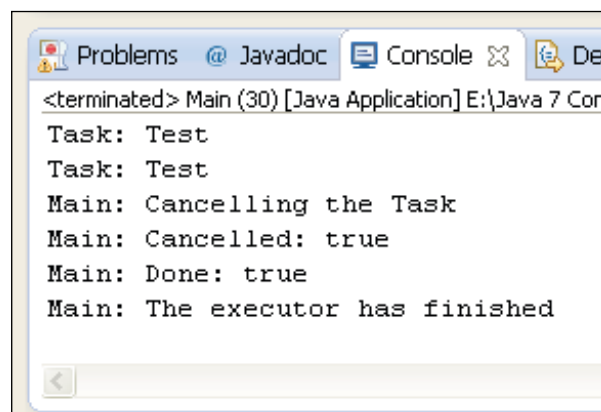 Problems @ Javadoc Console De
<terminated> Main (30) [Java Application] E:\Java 7 Con
Task: Test
Task: Test
Main: Cancelling the Task
Main: Cancelled: true
Main: Done: true
Main: The executor has finished